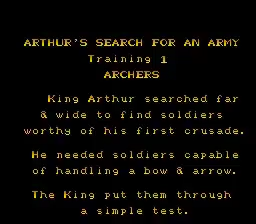 ARTHUR'S SEARCH FOR AN ARMY
Training 1
ARCHERS
King Arthur searched far
& wide to find soldiers
worthy of his first crusade.
He needed soldiers capable
of handling a bow & arrow.
The King put them through
a simple test.